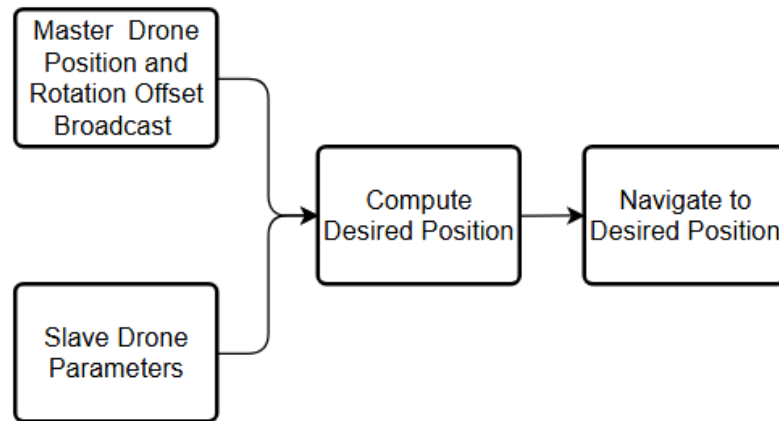 Master Drone
Position and
Rotation Offset
Broadcast
Compute
Desired Position
Navigate to
Desired Position
Slave Drone
Parameters